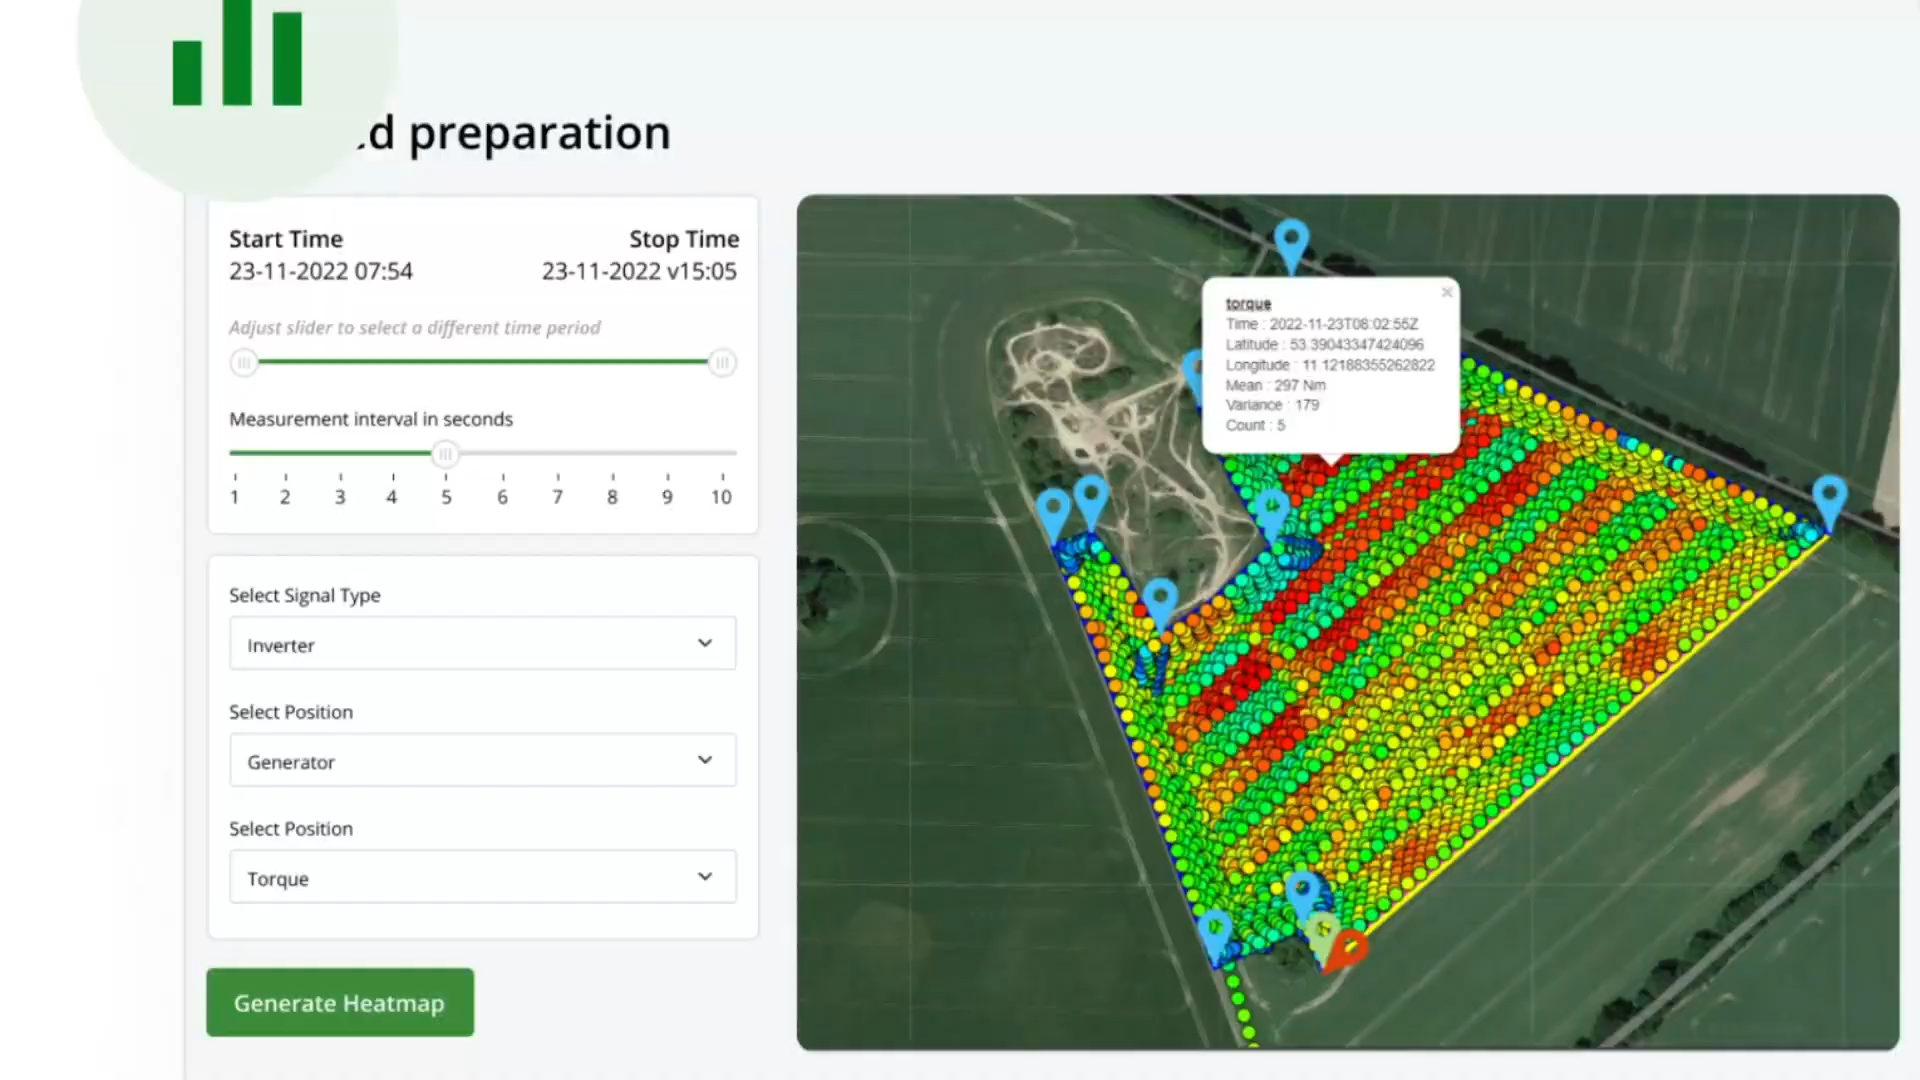 d preparation
Start Time
Stop Time
23-11-2022 07:54
23-11-2022 v15:05
Adjust slider to select a different time period
Measurement interval in seconds
1 2 3 4 5 6 7 8 9 10
Select Signal Type
Inverter
Select Position
Generator
Select Position
Torque
Generate Heatmap
torque
Time : 2022-11-23T08:02:55Z
Latitude : 53.39043347424096
Longitude : 11.12188355262822
Mean : 297 Nm
Variance : 179
Count : 5